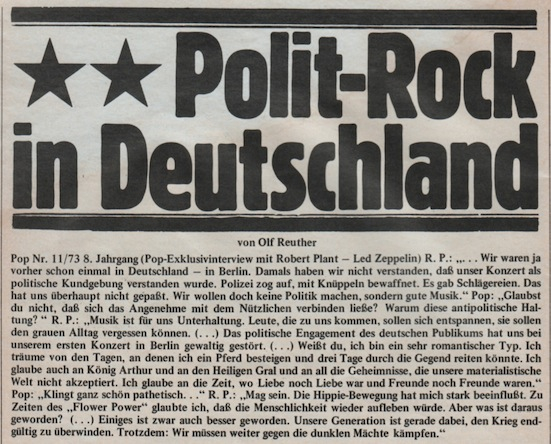 Polit-Rock
in Deutschland
von Olf Reuther
Pop Nr. 11/73 8. Jahrgang (Pop-Exklusivinterview mit Robert Plant — Led Zeppelin) R. P.: „. . . Wir waren ja
vorher schon einmal in Deutschland — in Berlin. Damals haben wir nicht verstanden, daß unser Konzert als
politische Kundgebung verstanden wurde. Polizei zog auf, mit Knüppeln bewaffnet. Es gab Schlägereien. Das
hat uns überhaupt nicht gepaßt. Wir wollen doch keine Politik machen, sondern gute Musik.“ Pop: „Glaubst
du nicht, daß sich das Angenehme mit dem Nützlichen verbinden ließe? Warum diese antipolitische Hal-
tung?“ R. P.: „Musik ist für uns Unterhaltung. Leute, die zu uns kommen, sollen sich entspannen, sie sollen
den grauen Alltag vergessen können. (. . .) Das politische Engagement des deutschen Publikums hat uns bei
unserem ersten Konzert in Berlin gewaltig gestört. (. . .) Weißt du, ich bin ein sehr romantischer Typ. Ich
träume von den Tagen, an denen ich ein Pferd besteigen und drei Tage durch die Gegend reiten könnte. Ich
glaube auch an König Arthur und an den Heiligen Gral und an all die Geheimnisse, die unsere materialistische
Welt nicht akzeptiert. Ich glaube an die Zeit, wo Liebe noch Liebe war und Freunde noch Freunde waren.“
Pop: „Klingt ganz schön pathetisch. . .“ R. P.: „Mag sein. Die Hippie-Bewegung hat mich stark beeinflußt. Zu
Zeiten des „Flower Power“ glaubte ich, daß die Menschlichkeit wieder aufleben würde. Aber was ist daraus
geworden? (. . .) Einiges ist zwar auch besser geworden. Unsere Generation ist gerade dabei, den Krieg end-
gültig zu überwinden. Trotzdem: Wir müssen weiter gegen die dunklen Mächte kämpfen.“